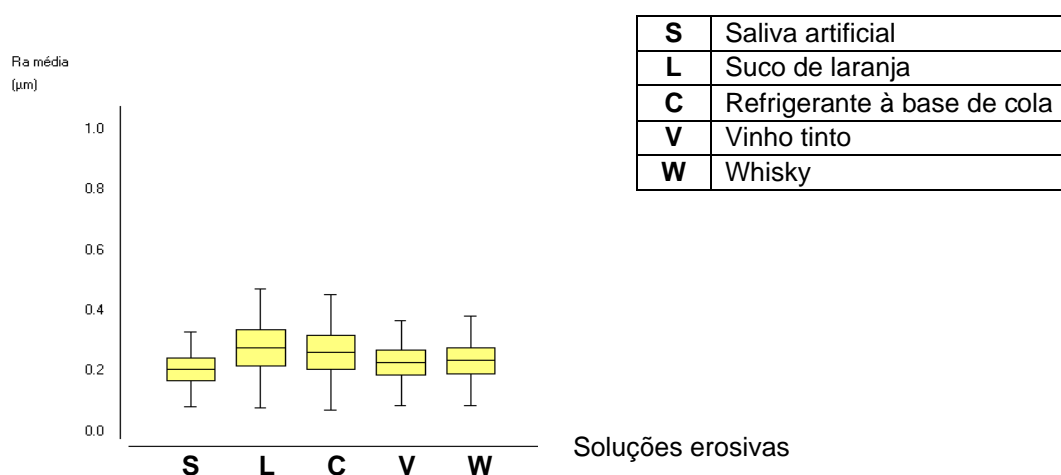 S Saliva artificial
L Suco de laranja
C Refrigerante à base de cola
V Vinho tinto
W Whisky
Ra média
(µm)
1.0
0.8
0.6
0.4
0.2
0.0
S L C V W
Soluções erosivas